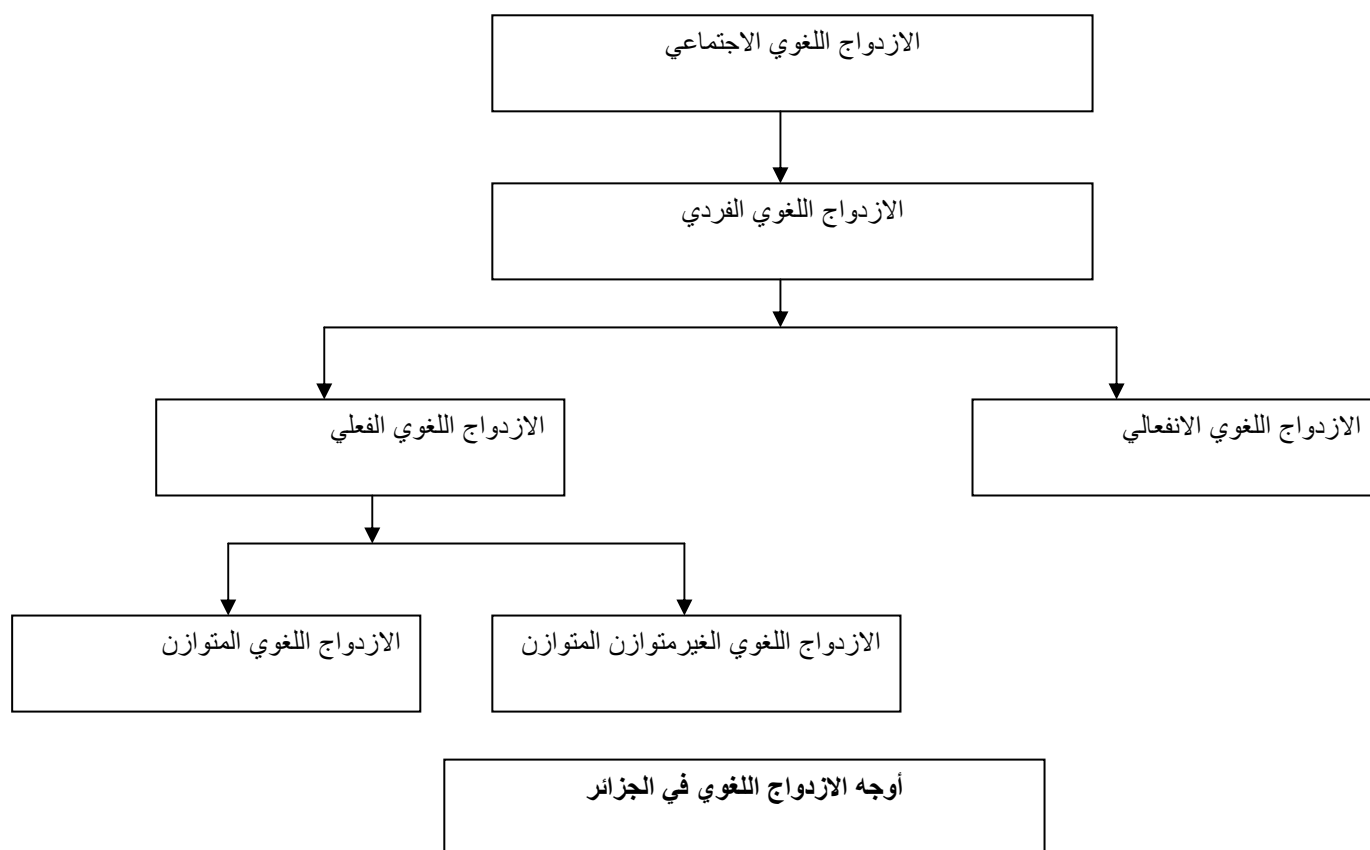 الازدواج اللغوي الاجتماعي
الازدواج اللغوي الفردي
الازدواج اللغوي الانفعالي
الازدواج اللغوي الفعلي
الازدواج اللغوي الغيرمتوازن المتوازن
الازدواج اللغوي المتوازن
أوجه الازدواج اللغوي في الجزائر